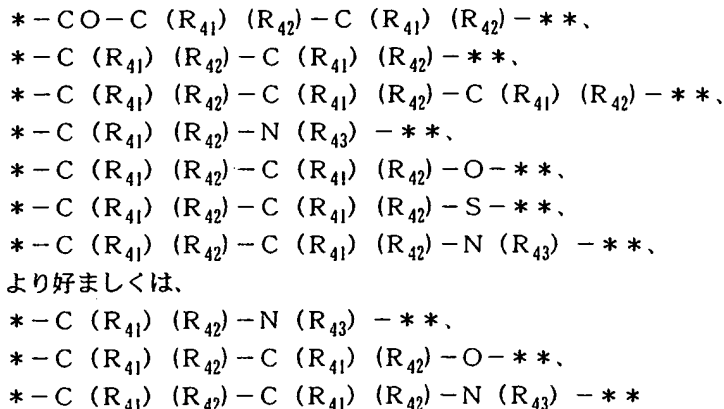 *－CO－C (R41) (R42)－C (R41) (R42)－**、
*－C (R41) (R42)－C (R41) (R42)－**、
*－C (R41) (R42)－C (R41) (R42)－C (R41) (R42)－**、
*－C (R41) (R42)－N (R43) －**、
*－C (R41) (R42)－C (R41) (R42)－O－**、
*－C (R41) (R42)－C (R41) (R42)－S－**、
*－C (R41) (R42)－C (R41) (R42)－N (R43) －**、
より好ましくは、
*－C (R41) (R42)－N (R43) －**、
*－C (R41) (R42)－C (R41) (R42)－O－**、
*－C (R41) (R42)－C (R41) (R42)－N (R43) －**